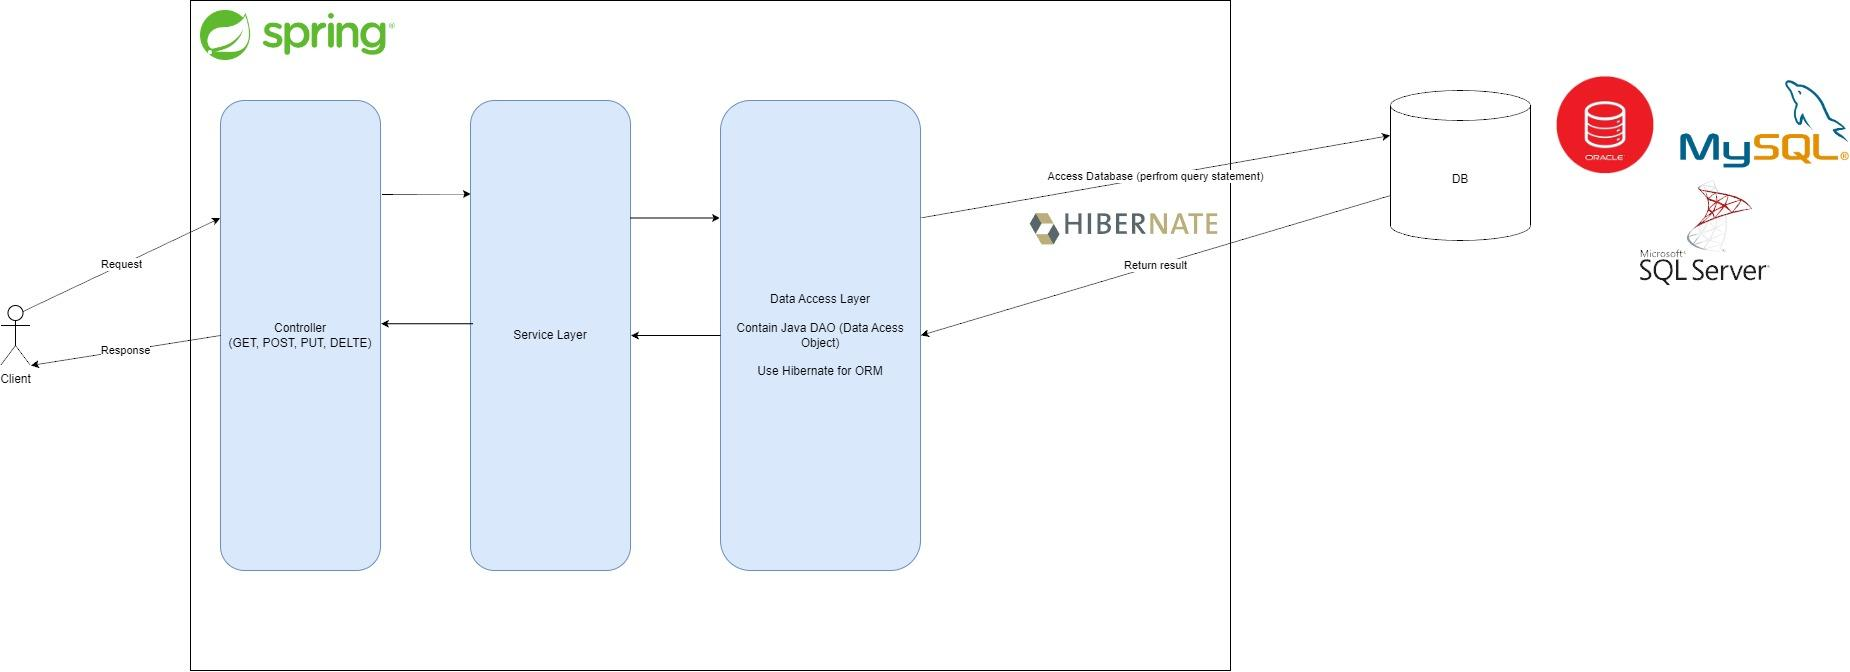 spring®
Request
Response
Client
Controller
(GET, POST, PUT, DELTE)
Service Layer
Data Access Layer
Contain Java DAO (Data Acess
Object)
Use Hibernate for ORM
Access Database (perfrom query statement)
HIBERNATE
Return result
DB
ORACLE
MySQL®
Microsoft®
SQL Server®